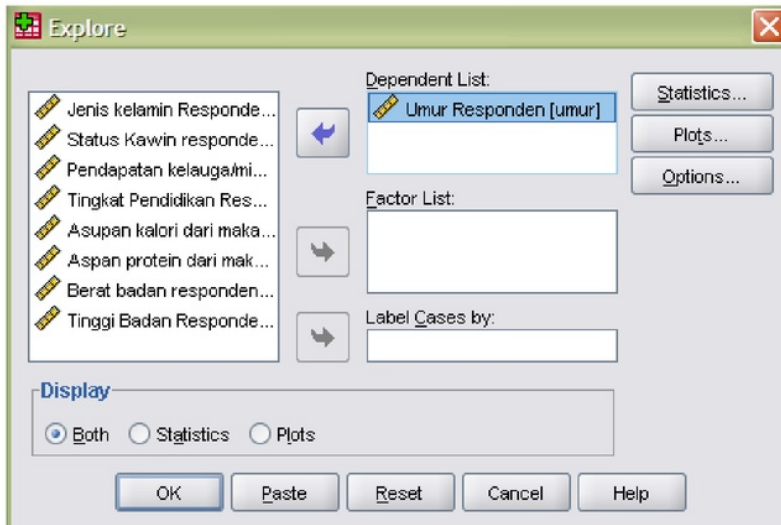 Explore
Jenis kelamin Responde...
Status Kawin responde...
Pendapatan kelauga/mi...
Tingkat Pendidikan Res...
Asupan kalori dari maka...
Aspan protein dari mak...
Berat badan responden...
Tinggi Badan Responde...
Dependent List:
Umur Responden [umur]
Factor List:
Label Cases by:
Statistics...
Plots...
Options...
Display
Both Statistics Plots
OK Paste Reset Cancel Help